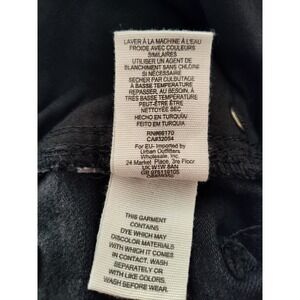 LAVER À LA MACHINE À L'EAU
FROIDE AVEC COULEURS
SIMILAIRES
UTILISER UN AGENT DE
BLANCHIMENT SANS CHLORE
SI NÉCESSAIRE
SÉCHER PAR CULBUTAGE
À BASSE TEMPÉRATURE
REPASSER, AU BESOIN, À
TRÈS BASSE TEMPÉRATURE
PEUT-ÊTRE ÊTRE
NETTOYÉE SEC
HECHO EN TURQUIA
FEITO EM TURQUIA
RN#66170
CA#32054
For EU- Imported by
Urban Outfitters
Wholesale, Inc.
24 Market Place, 3rd Floor
UK W1W 8AN
THIS GARMENT
CONTAINS
DYE WHICH MAY
DISCOLOR MATERIALS
WHICH IT COMES
IN CONTACT. WASH
SEPARATELY OR
WITH LIKE COLORS.
WASH BEFORE WEAR.